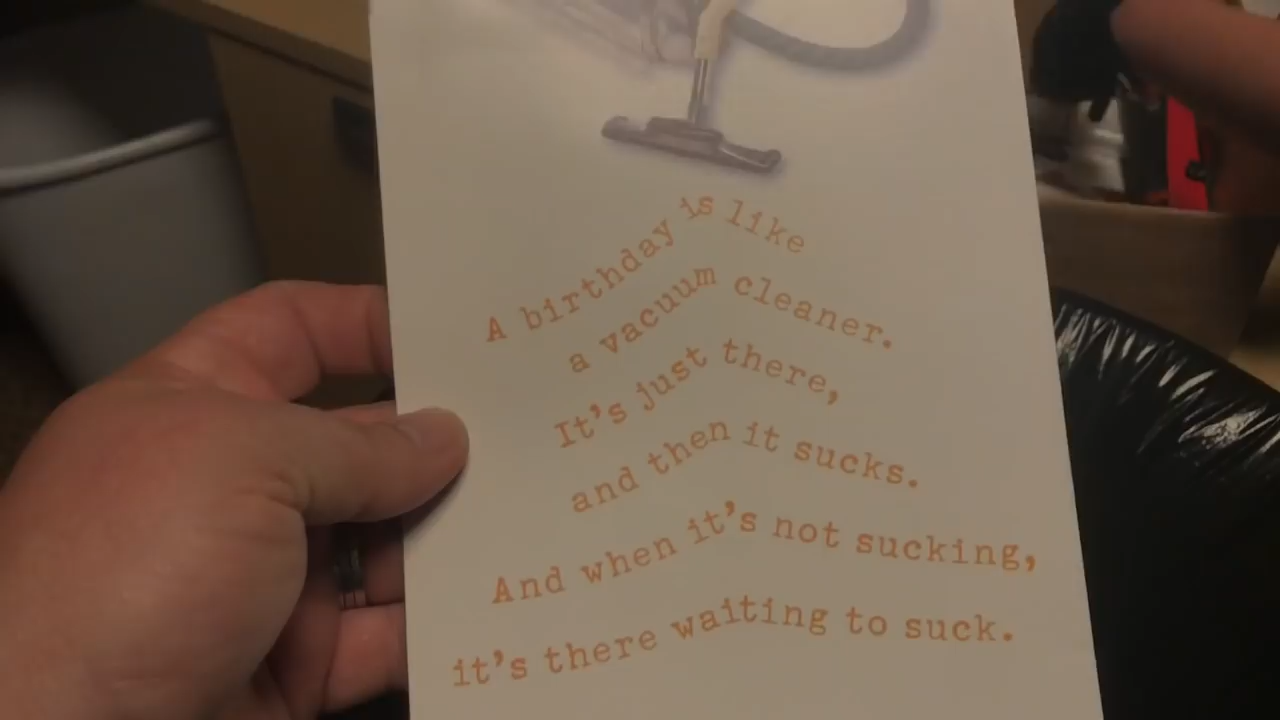 A birthday is like
a vacuum cleaner.
It's just there,
and then it sucks.
And when it's not sucking,
it's there waiting to suck.